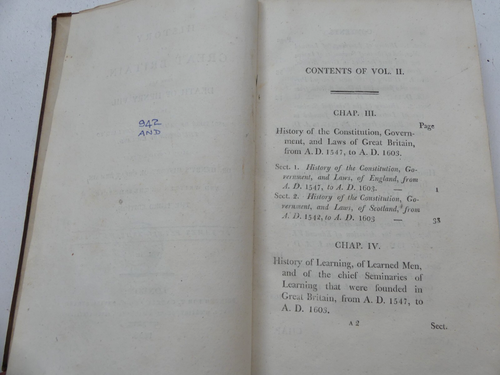 942
AND
CONTENTS OF VOL. II.
CHAP. III.
Page
History of the Constitution, Govern-
ment, and Laws of Great Britain,
from A. D. 1547, to A. D. 1603.
Sect. 1. History of the Constitution, Go-
vernment, and Laws, of England, from
A. D. 1547, to A. D. 1603. — 1
Sect. 2. History of the Constitution, Go-
vernment, and Laws, of Scotland, from
A. D. 1542, to A. D. 1603 — 38
CHAP. IV.
History of Learning, of Learned Men,
and of the chief Seminaries of
Learning that were founded in
Great Britain, from A. D. 1547, to
A. D. 1603.
A 2 Sect.